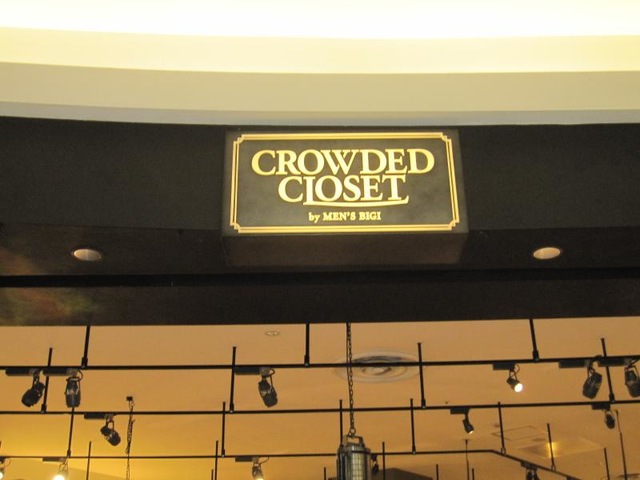 CROWDED
CLOSET
by MEN'S BIGI